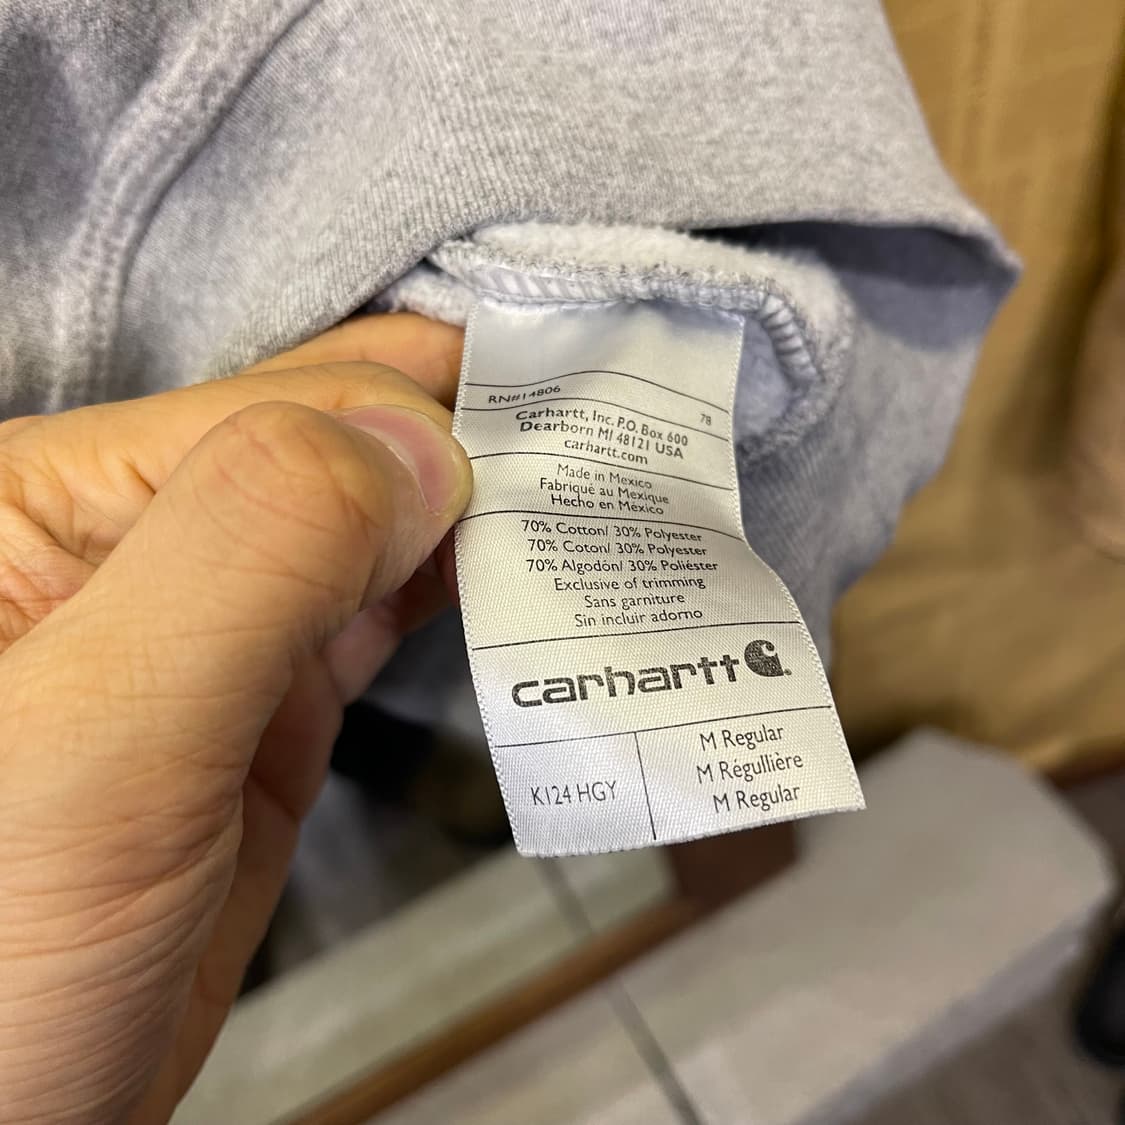 RN#14806
78
Carhartt, Inc. P.O. Box 600
Dearborn MI 48121 USA
carhartt.com
Made in Mexico
Fabriqué au Mexique
Hecho en México
70% Cotton/ 30% Polyester
70% Coton/ 30% Polyester
70% Algodón/ 30% Poliéster
Exclusive of trimming
Sans garniture
Sin incluir adorno
carhartt
K124 HGY
M Regular
M Régullière
M Regular